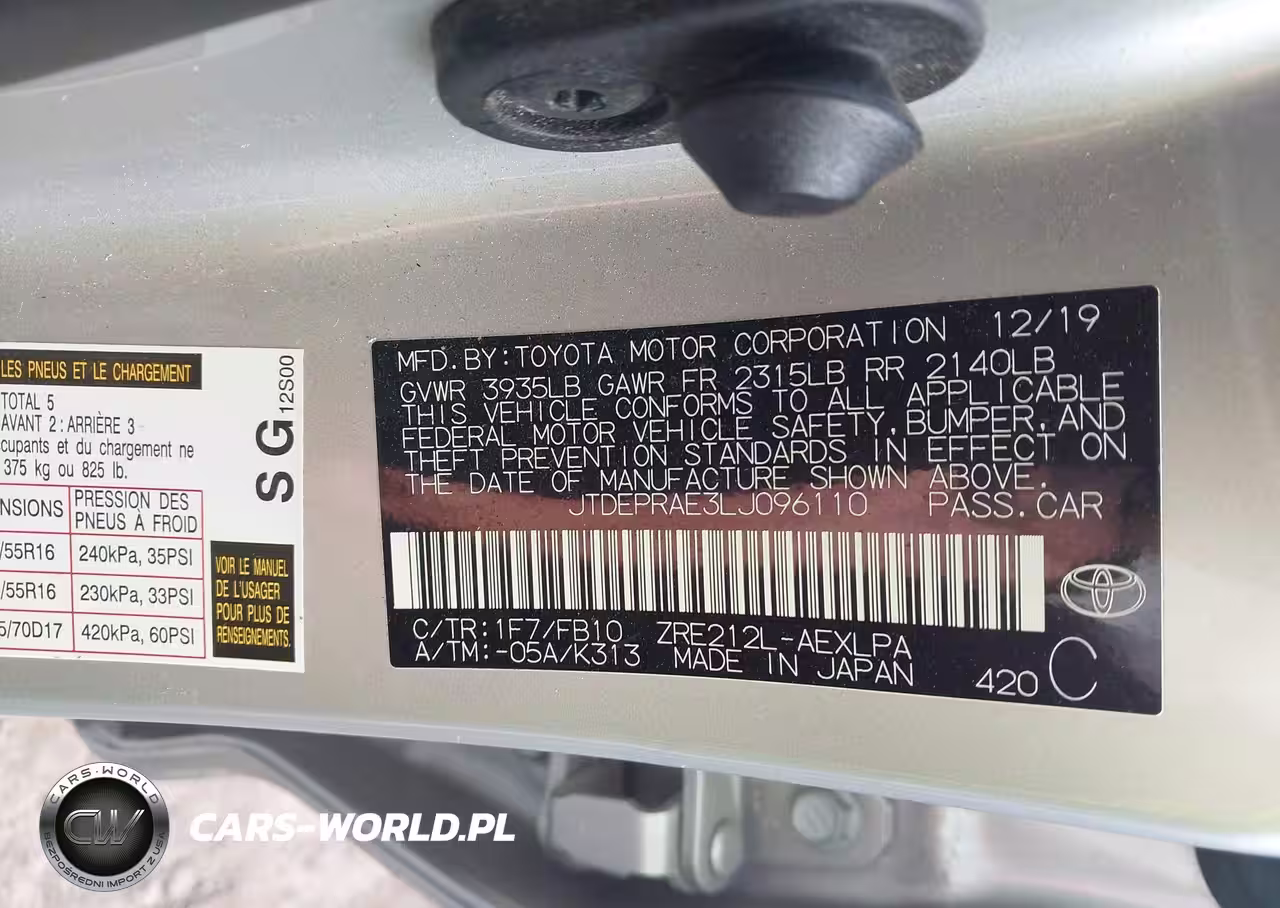 LES PNEUS ET LE CHARGEMENT
TOTAL 5
AVANT 2 : ARRIÈRE 3
cupants et du chargement ne
375 kg ou 825 lb.
NSIONS PRESSION DES PNEUS À FROID
/55R16 240kPa, 35PSI
/55R16 230kPa, 33PSI
5/70D17 420kPa, 60PSI
SG 12S00
VOIR LE MANUEL
DE L'USAGER
POUR PLUS DE
RENSEIGNEMENTS.
MFD. BY: TOYOTA MOTOR CORPORATION 12/19
GVWR 3935LB GAWR FR 2315LB RR 2140LB
THIS VEHICLE CONFORMS TO ALL APPLICABLE
FEDERAL MOTOR VEHICLE SAFETY, BUMPER, AND
THEFT PREVENTION STANDARDS IN EFFECT ON
THE DATE OF MANUFACTURE SHOWN ABOVE.
JTDEPRAE3LJ096110 PASS.CAR
C/TR: 1F7/FB10 ZRE212L-AEXLPA
A/TM: -05A/K313 MADE IN JAPAN
420 C
CARS-WORLD
CW
BEZPOŚREDNI IMPORT Z USA
CARS-WORLD.PL